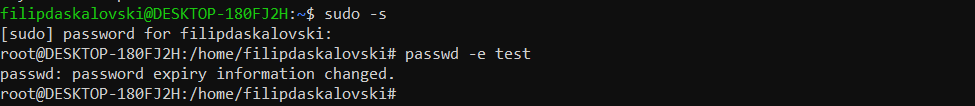 filipdaskalovski@DESKTOP-180FJ2H:~$ sudo -s
[sudo] password for filipdaskalovski:
root@DESKTOP-180FJ2H:/home/filipdaskalovski# passwd -e test
passwd: password expiry information changed.
root@DESKTOP-180FJ2H:/home/filipdaskalovski#